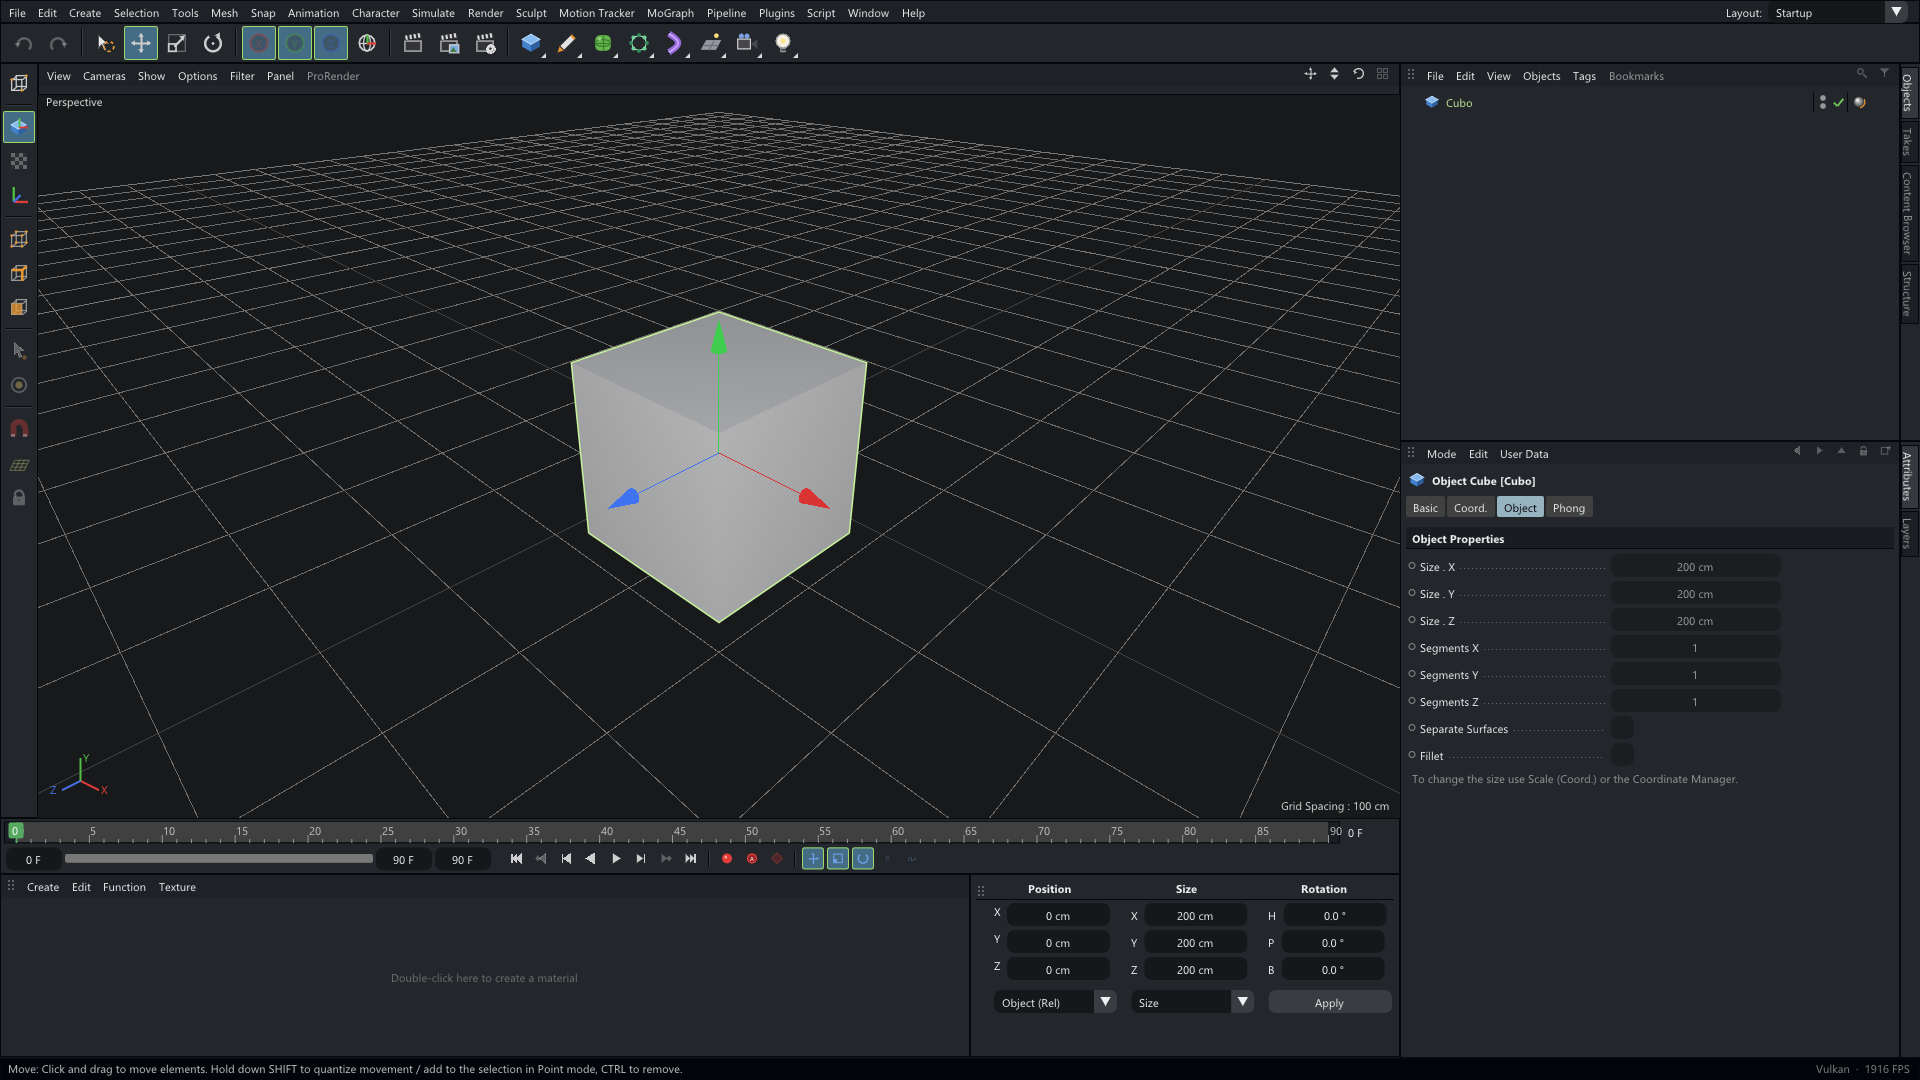 File Edit Create Selection Tools Mesh Snap Animation Character Simulate Render Sculpt Motion Tracker MoGraph Pipeline Plugins Script Window Help Layout: Startup
View Cameras Show Options Filter Panel ProRender
Perspective
Y
Z
X
Grid Spacing : 100 cm
File Edit View Objects Tags Bookmarks
Cubo
Objects
Takes
Content Browser
Structure
Mode Edit User Data
Object Cube [Cubo]
Basic Coord. Object Phong
Object Properties
Size . X 200 cm
Size . Y 200 cm
Size . Z 200 cm
Segments X 1
Segments Y 1
Segments Z 1
Separate Surfaces
Fillet
To change the size use Scale (Coord.) or the Coordinate Manager.
Attributes
Layers
0 5 10 15 20 25 30 35 40 45 50 55 60 65 70 75 80 85 90 0 F
0 F 90 F 90 F
Create Edit Function Texture
Double-click here to create a material
Position Size Rotation
X 0 cm X 200 cm H 0.0 °
Y 0 cm Y 200 cm P 0.0 °
Z 0 cm Z 200 cm B 0.0 °
Object (Rel) Size Apply
Move: Click and drag to move elements. Hold down SHIFT to quantize movement / add to the selection in Point mode, CTRL to remove. Vulkan · 1916 FPS